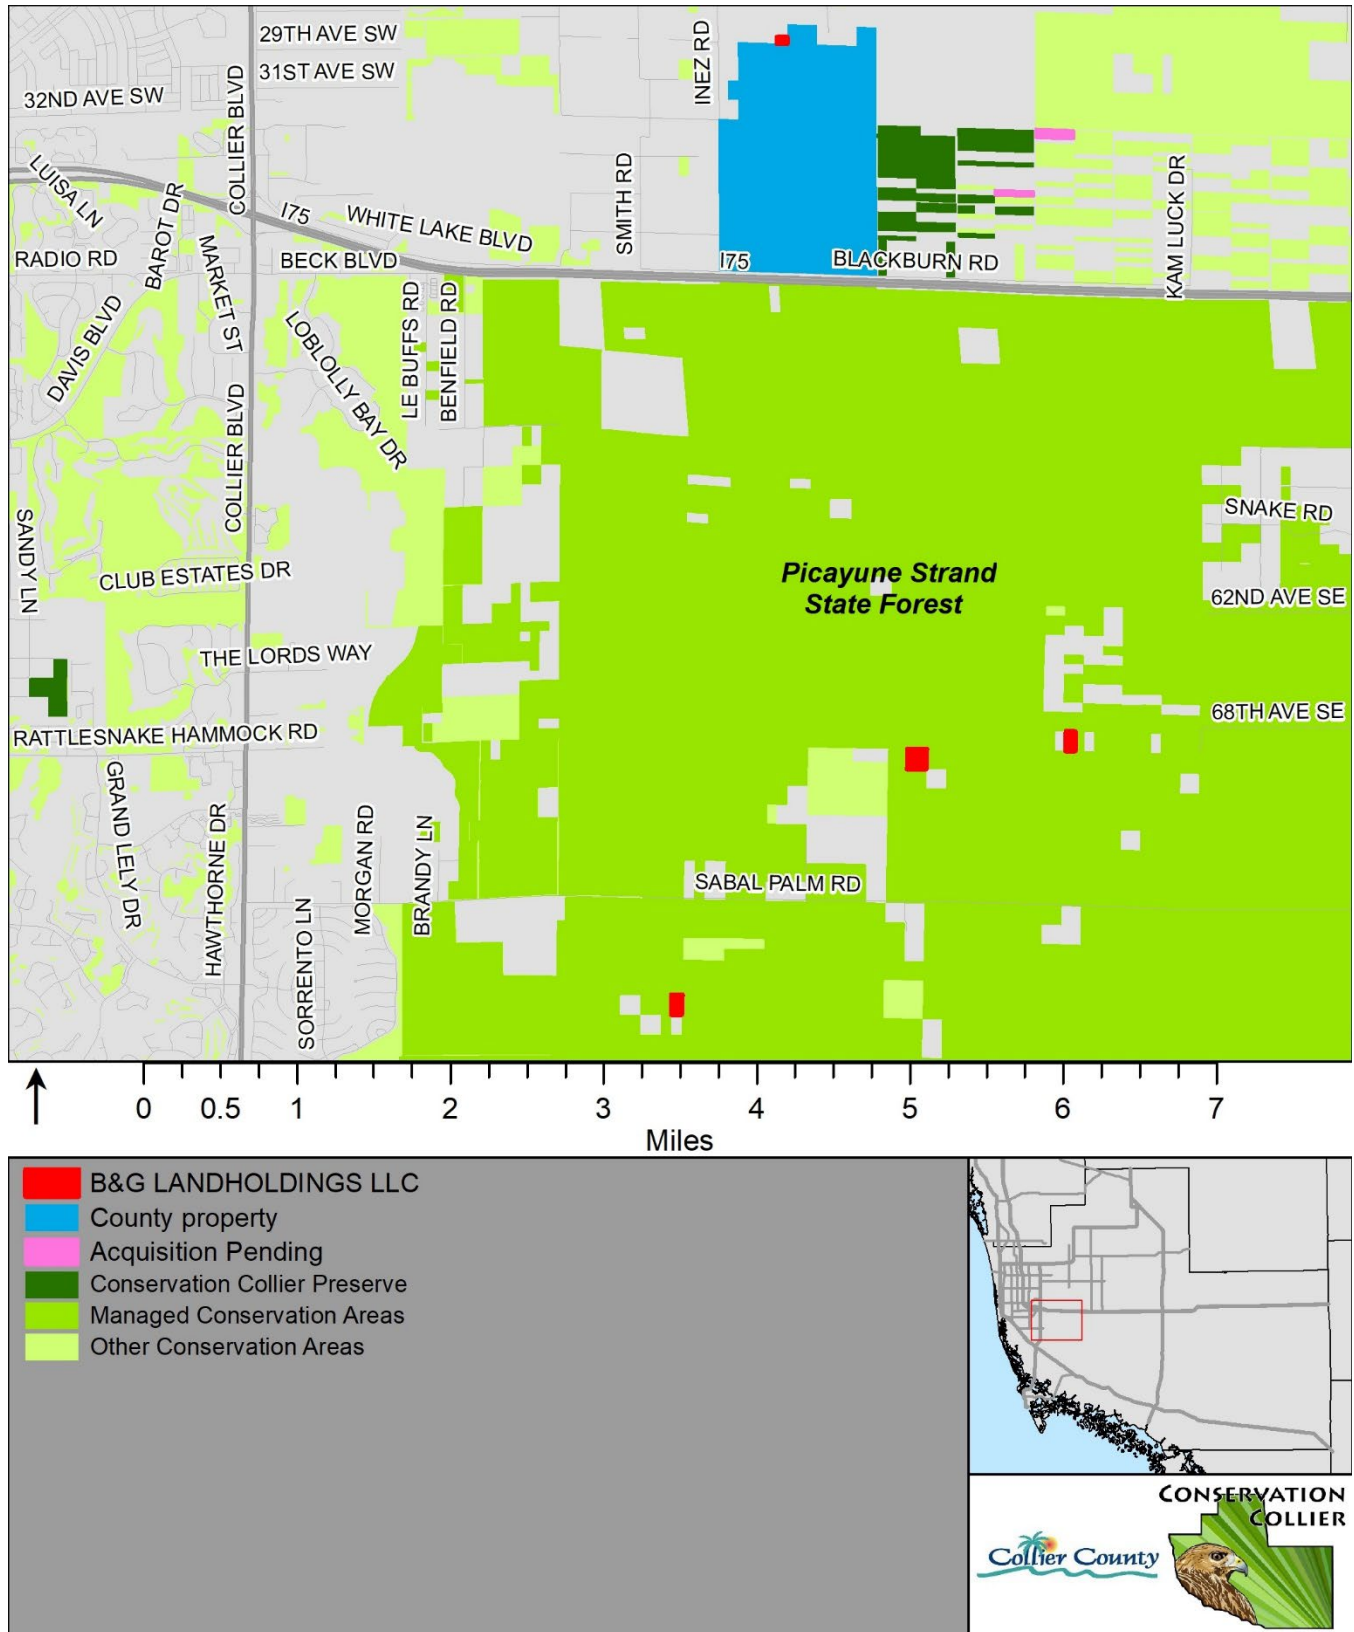 29TH AVE SW
31ST AVE SW
32ND AVE SW
COLLIER BLVD
INEZ RD
SMITH RD
LUISA LN
BAROT DR
I75
WHITE LAKE BLVD
RADIO RD
MARKET ST
BECK BLVD
I75
BLACKBURN RD
KAM LUCK DR
DAVIS BLVD
LOBLOLLY BAY DR
LE BUFFS RD
BENFIELD RD
COLLIER BLVD
SANDY LN
SNAKE RD
CLUB ESTATES DR
Picayune Strand
State Forest
62ND AVE SE
THE LORDS WAY
68TH AVE SE
RATTLESNAKE HAMMOCK RD
GRAND LELY DR
HAWTHORNE DR
MORGAN RD
BRANDY LN
SABAL PALM RD
SORRENTO LN
0 0.5 1 2 3 4 5 6 7
Miles
B&G LANDHOLDINGS LLC
County property
Acquisition Pending
Conservation Collier Preserve
Managed Conservation Areas
Other Conservation Areas
CONSERVATION
COLLIER
Collier County